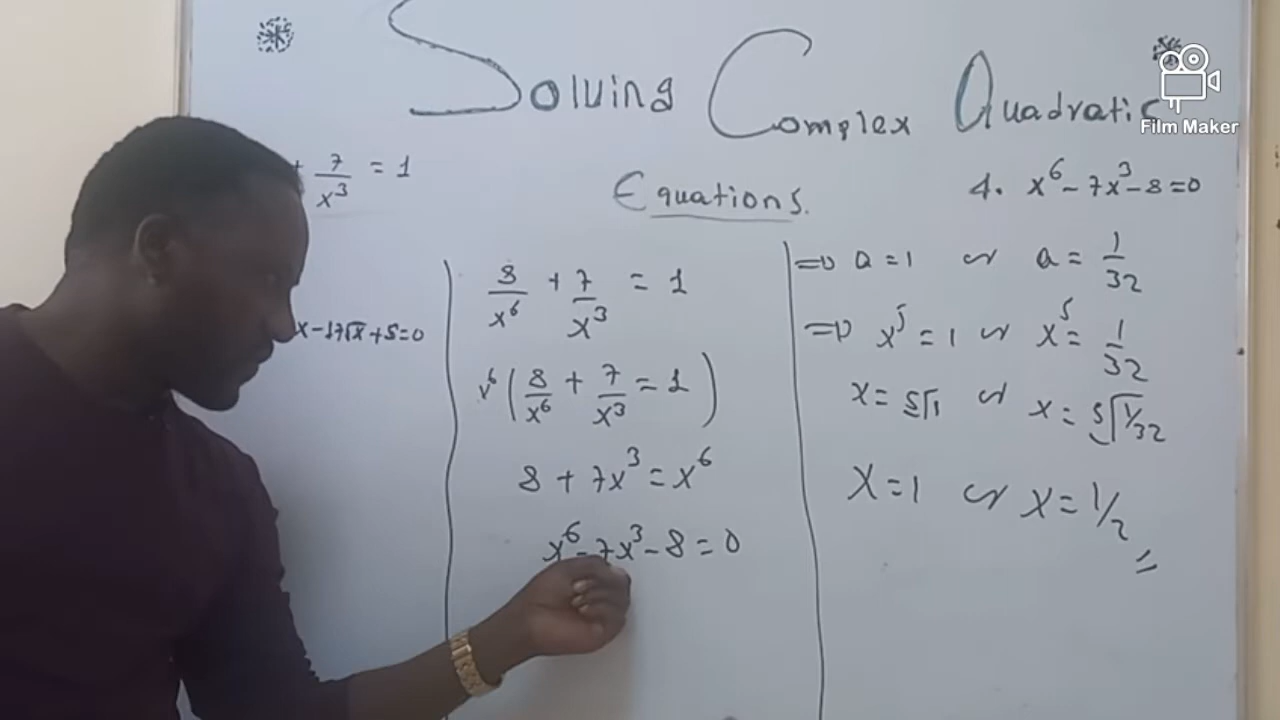 Solving Complex Quadratic
Equations.
Film Maker
+ 7/x³ = 1
x-17√x+5=0
8/x⁶ + 7/x³ = 1
x⁶(8/x⁶ + 7/x³ = 1)
8 + 7x³ = x⁶
x⁶ - 7x³ - 8 = 0
4. x⁶ - 7x³ - 8 = 0
=> a = 1 or a = 1/32
=> x⁵ = 1 or x⁵ = 1/32
x = ⁵√1 or x = ⁵√1/32
x = 1 or x = 1/2